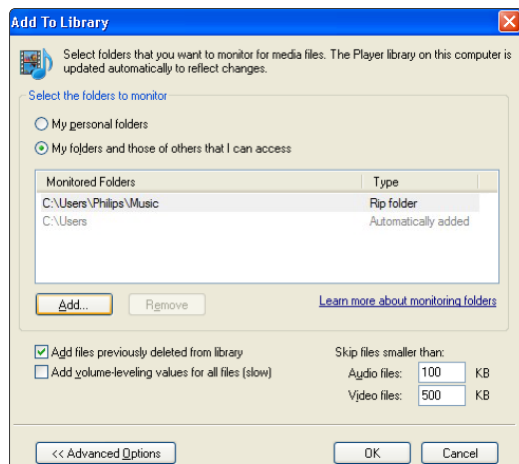 Add To Library
Select folders that you want to monitor for media files. The Player library on this computer is
updated automatically to reflect changes.
Select the folders to monitor
My personal folders
My folders and those of others that I can access
Monitored Folders Type
C:\Users\Philips\Music Rip folder
C:\Users Automatically added
Add... Remove Learn more about monitoring folders
Add files previously deleted from library Skip files smaller than:
Add volume-leveling values for all files (slow) Audio files: 100 KB
Video files: 500 KB
<< Advanced Options OK Cancel